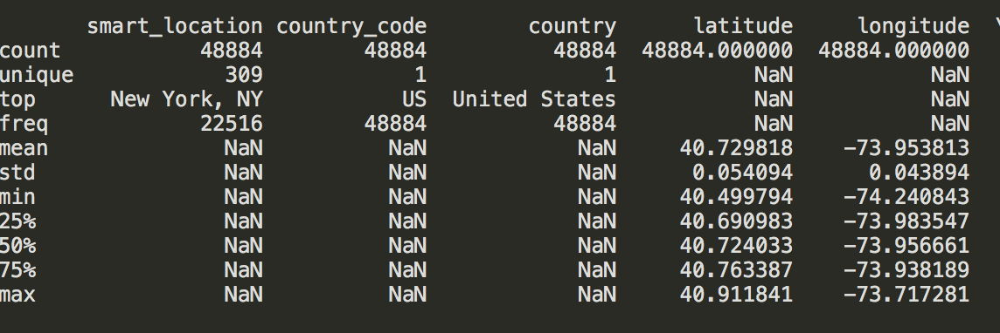 smart_location country_code country latitude longitude
count 48884 48884 48884 48884.000000 48884.000000
unique 309 1 1 NaN NaN
top New York, NY US United States NaN NaN
freq 22516 48884 48884 NaN NaN
mean NaN NaN NaN 40.729818 -73.953813
std NaN NaN NaN 0.054094 0.043894
min NaN NaN NaN 40.499794 -74.240843
25% NaN NaN NaN 40.690983 -73.983547
50% NaN NaN NaN 40.724033 -73.956661
75% NaN NaN NaN 40.763387 -73.938189
max NaN NaN NaN 40.911841 -73.717281